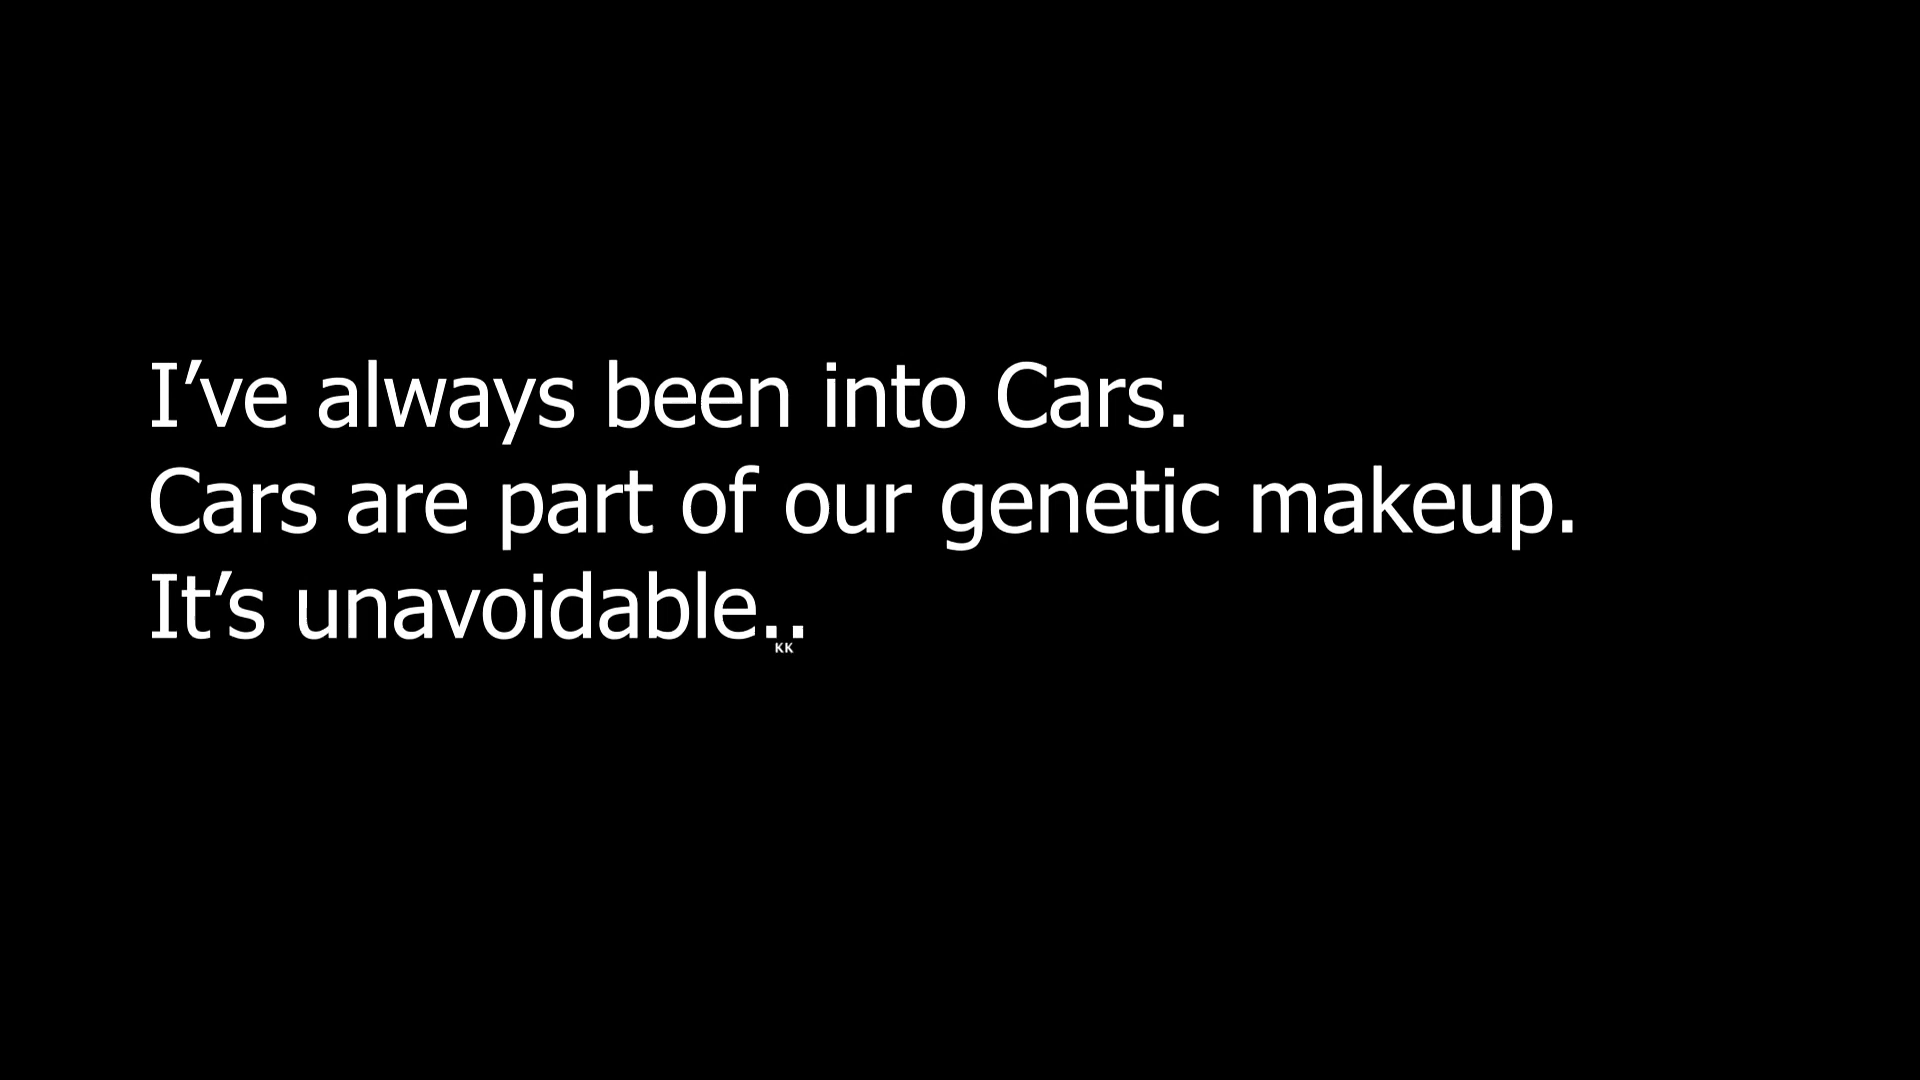 I’ve always been into Cars.
Cars are part of our genetic makeup.
It’s unavoidable..
KK